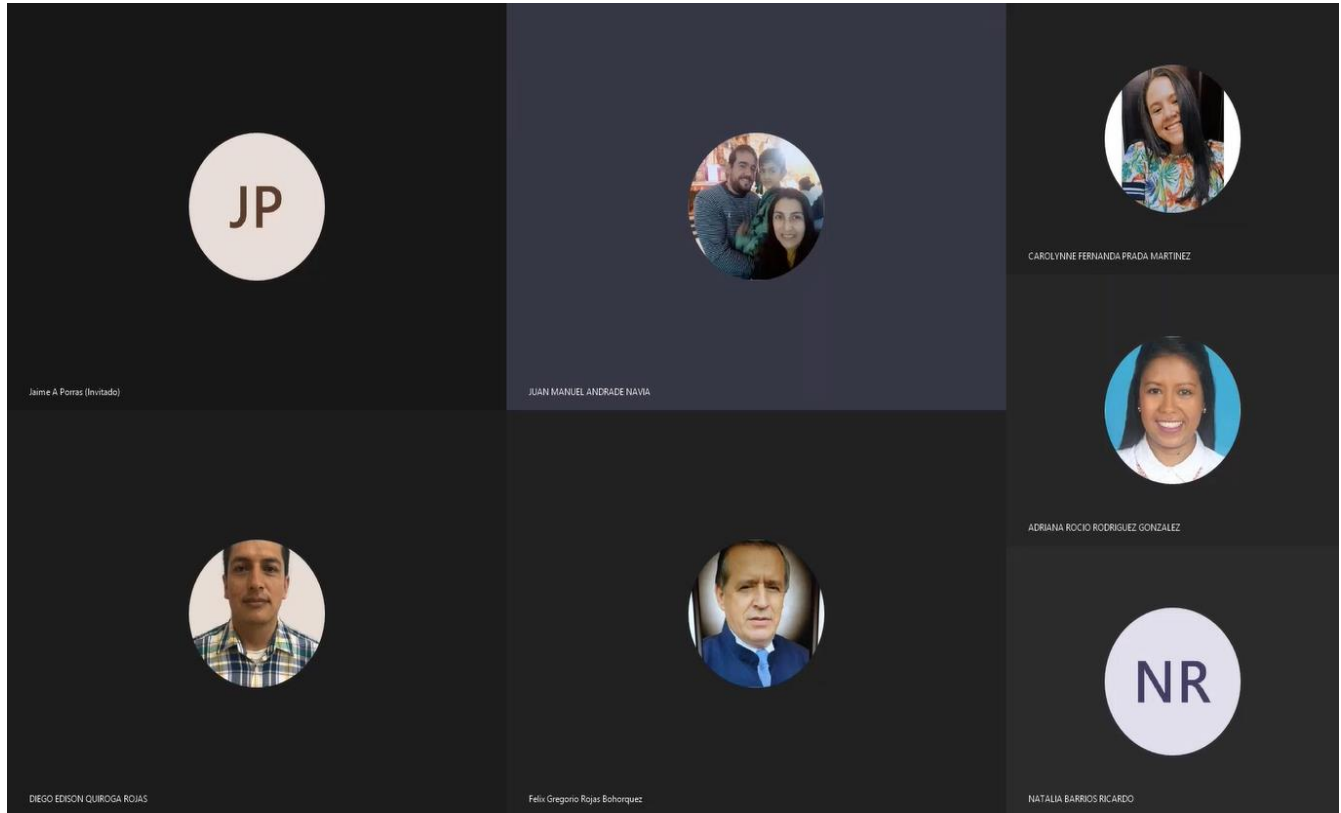 JP
Jaime A Porras (Invitado)
JUAN MANUEL ANDRADE NAVIA
CAROLYNNE FERNANDA PRADA MARTINEZ
ADRIANA ROCIO RODRIGUEZ GONZALEZ
DIEGO EDISON QUIROGA ROJAS
Felix Gregorio Rojas Bohorquez
NR
NATALIA BARRIOS RICARDO